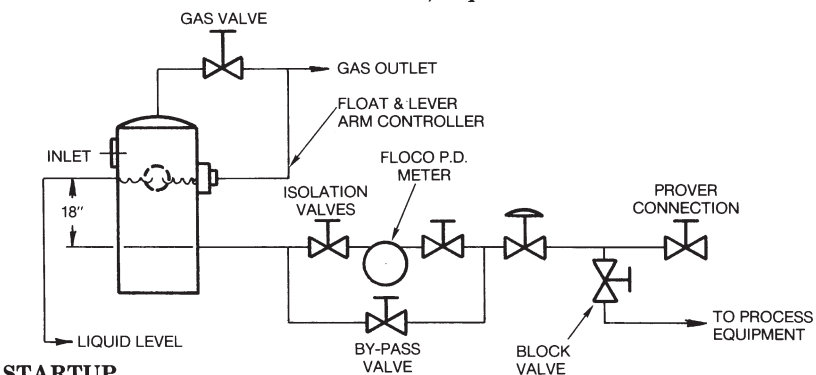 GAS VALVE
GAS OUTLET
FLOAT & LEVER
ARM CONTROLLER
FLOCO P.D.
METER
INLET
ISOLATION
VALVES
PROVER
CONNECTION
18"
TO PROCESS
EQUIPMENT
LIQUID LEVEL
BY-PASS
VALVE
BLOCK
VALVE
STARTUP